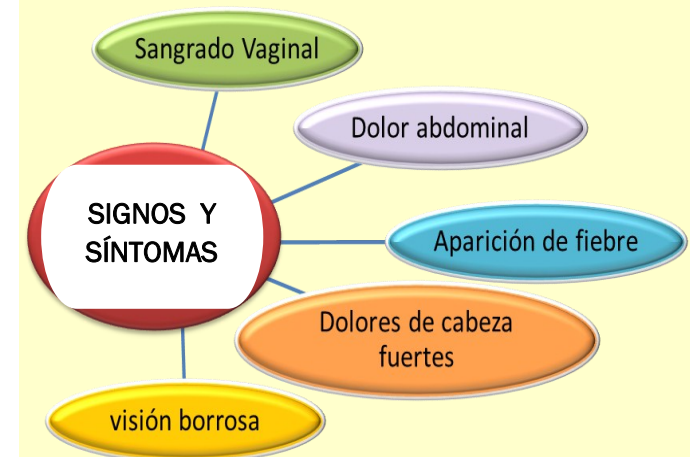 Sangrado Vaginal
Dolor abdominal
SIGNOS Y
SÍNTOMAS
Aparición de fiebre
Dolores de cabeza
fuertes
visión borrosa